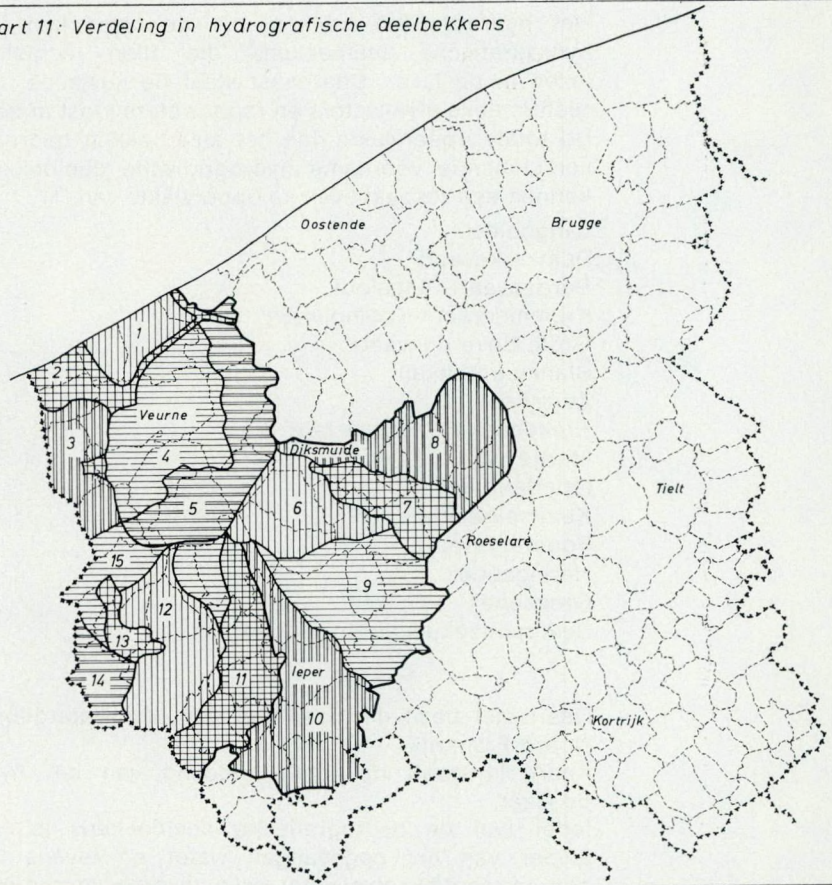 art 11: Verdeling in hydrografische deelbekkens
Oostende
Brugge
1
2
Veurne
3
4
Diksmuide
8
5
6
7
Tielt
Roeselare
15
12
9
13
14
11
Ieper
10
Kortrijk